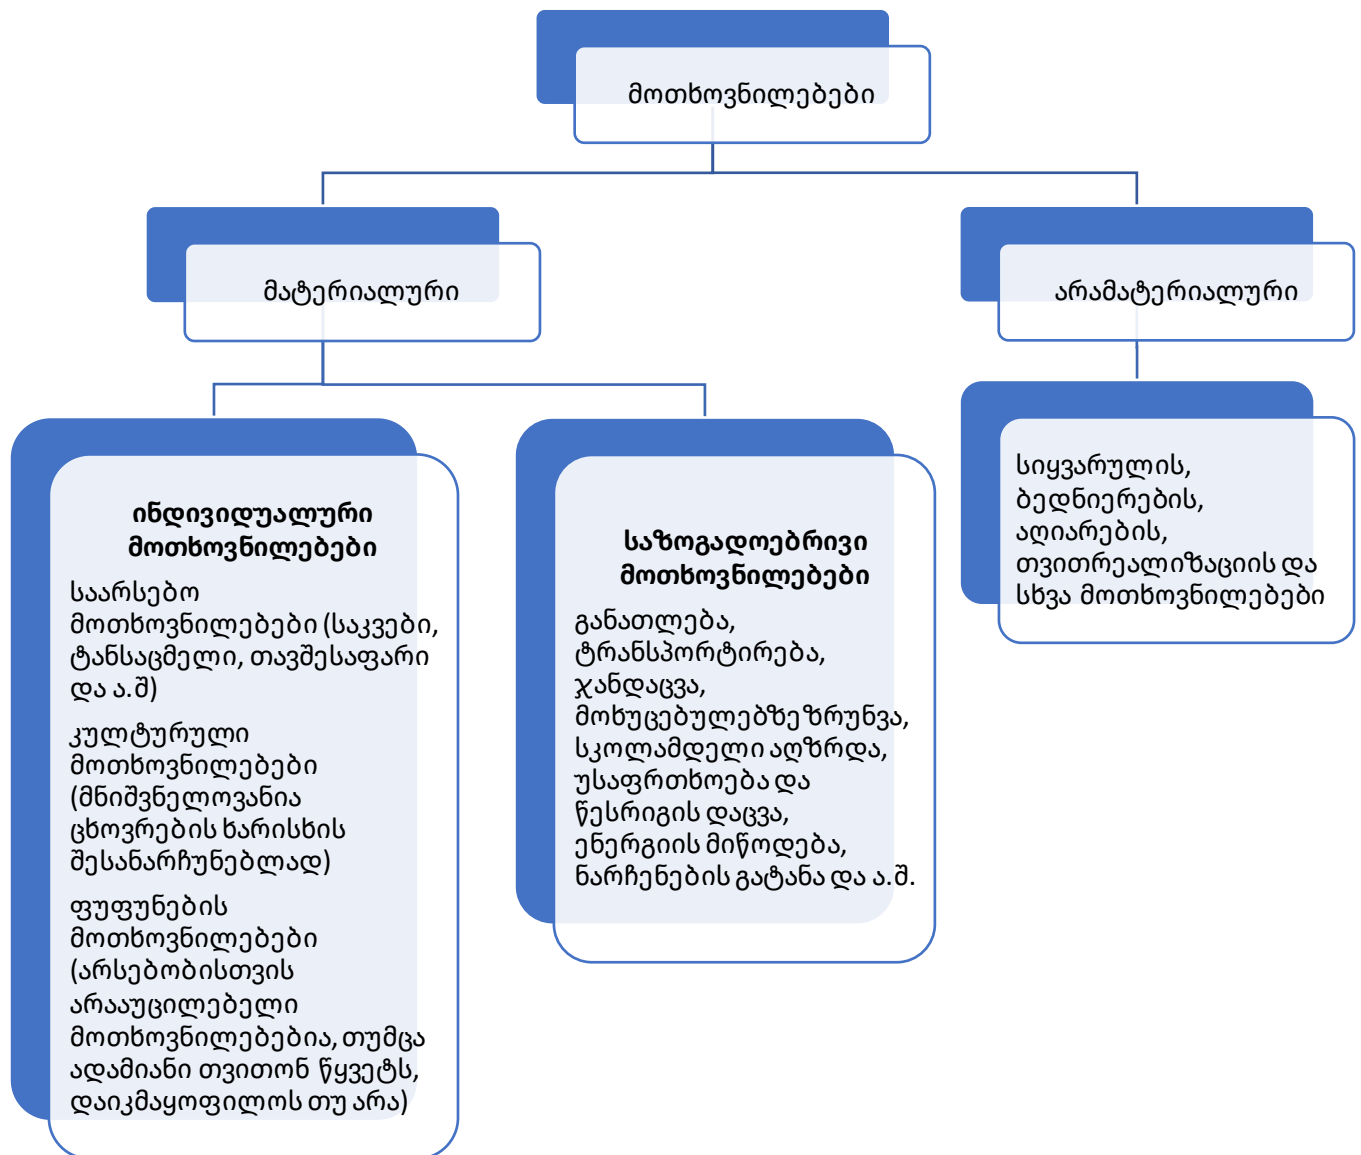 მოთხოვნილებები
მატერიალური
არამატერიალური
ინდივიდუალური
მოთხოვნილებები
საარსებო
მოთხოვნილებები (საკვები,
ტანსაცმელი, თავშესაფარი
და ა.შ)
კულტურული
მოთხოვნილებები
(მნიშვნელოვანია
ცხოვრების ხარისხის
შესანარჩუნებლად)
ფუფუნების
მოთხოვნილებები
(არსებობისთვის
არააუცილებელი
მოთხოვნილებებია, თუმცა
ადამიანი თვითონ წყვეტს,
დაიკმაყოფილოს თუ არა)
საზოგადოებრივი
მოთხოვნილებები
განათლება,
ტრანსპორტირება,
ჯანდაცვა,
მოხუცებულებზე ზრუნვა,
სკოლამდელი აღზრდა,
უსაფრთხოება და
წესრიგის დაცვა,
ენერგიის მიწოდება,
ნარჩენების გატანა და ა.შ.
სიყვარულის,
ბედნიერების,
აღიარების,
თვითრეალიზაციის და
სხვა მოთხოვნილებები